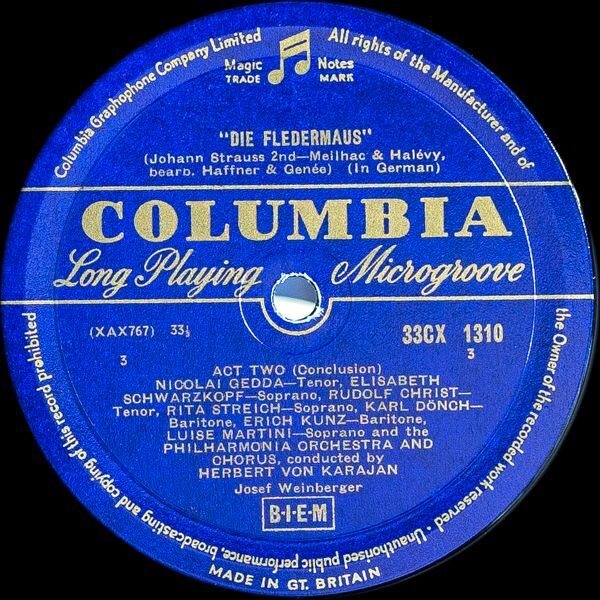 Columbia Graphophone Company Limited
All rights of the Manufacturer and of
the Owner of the recorded work reserved · Unauthorised public performance, broadcasting and copying of this record prohibited
Magic Notes
TRADE MARK
"DIE FLEDERMAUS"
(Johann Strauss 2nd—Meilhac & Halévy,
bearb. Haffner & Genée) (In German)
COLUMBIA
Long Playing Microgroove
(XAX767) 33⅓
33CX 1310
3
3
ACT TWO (Conclusion)
NICOLAI GEDDA—Tenor, ELISABETH
SCHWARZKOPF—Soprano, RUDOLF CHRIST—
Tenor, RITA STREICH—Soprano, KARL DÖNCH—
Baritone, ERICH KUNZ—Baritone,
LUISE MARTINI—Soprano and the
PHILHARMONIA ORCHESTRA AND
CHORUS, conducted by
HERBERT VON KARAJAN
Josef Weinberger
B·I·E·M
MADE IN GT. BRITAIN